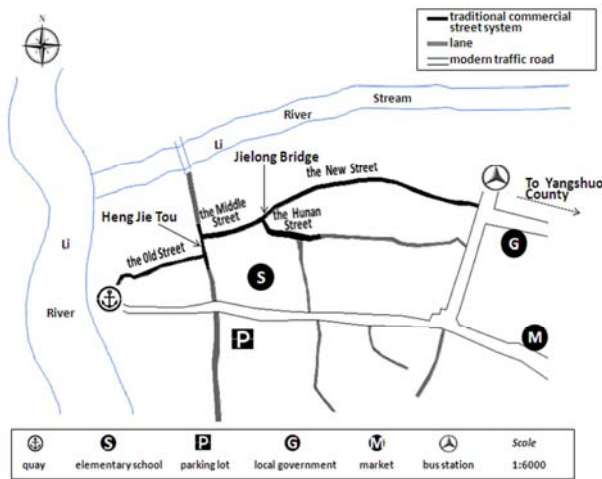 traditional commercial
street system
lane
modern traffic road
Stream
River
Li
Jielong Bridge
the New Street
To Yangshuo
County
the Middle
Street
the Hunan
Street
Heng Jie Tou
the Old Street
G
Li
River
S
P
M
S
P
G
M
Scale
quay
elementary school
parking lot
local government
market
bus station
1:6000